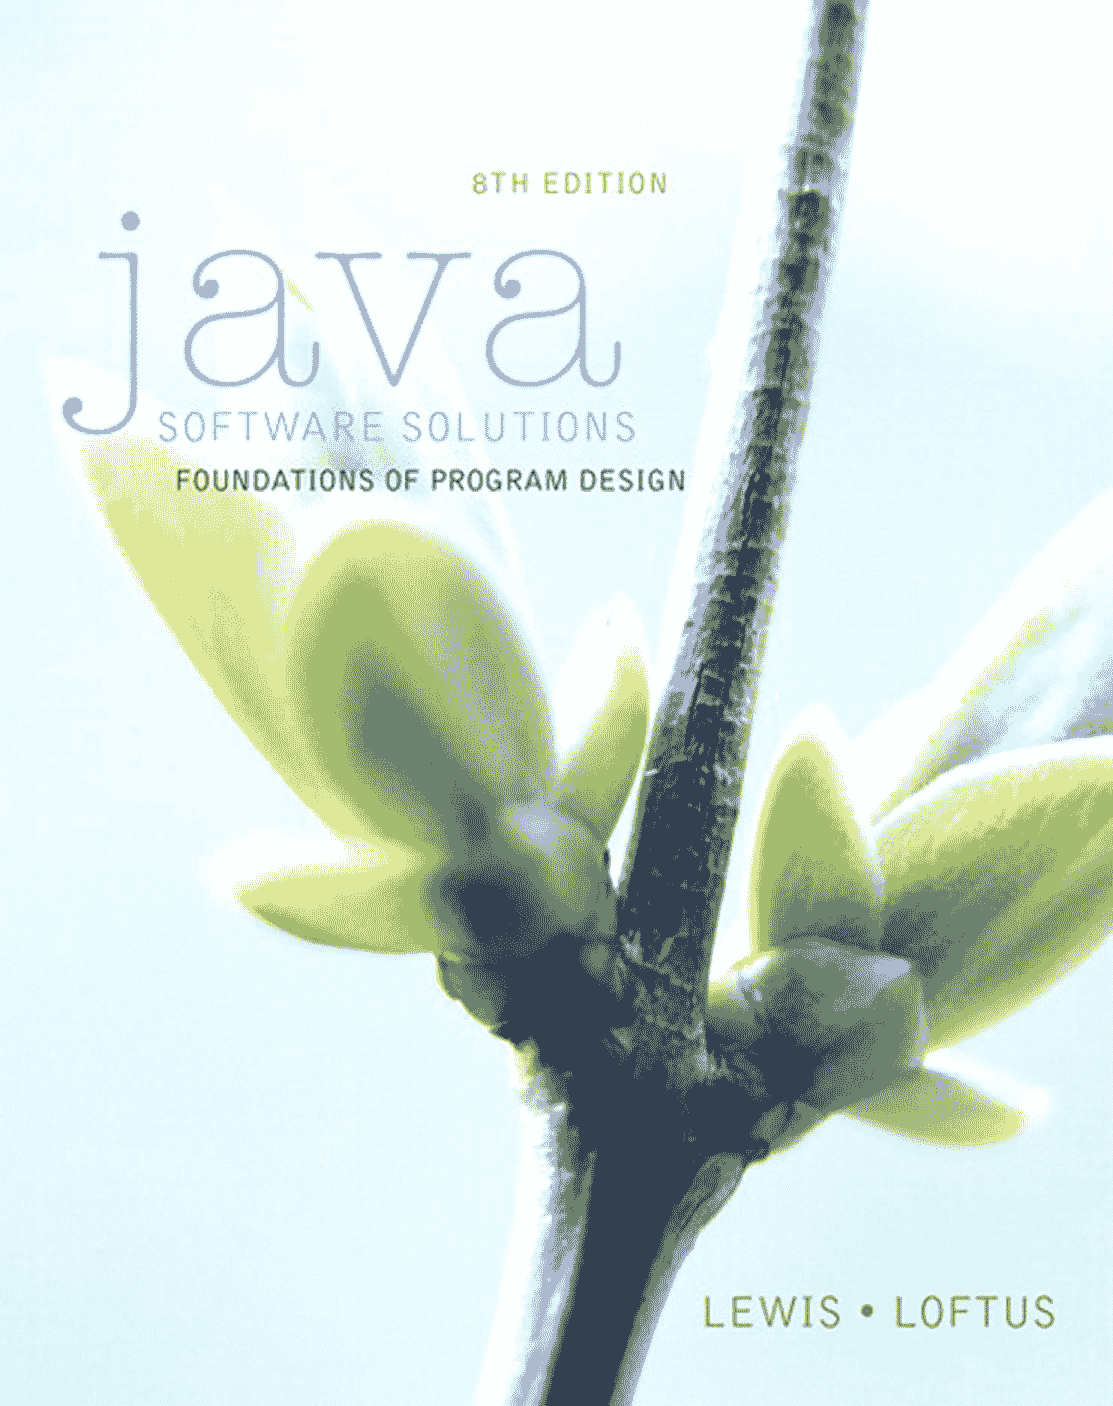 8TH EDITION
java
SOFTWARE SOLUTIONS
FOUNDATIONS OF PROGRAM DESIGN
LEWIS • LOFTUS